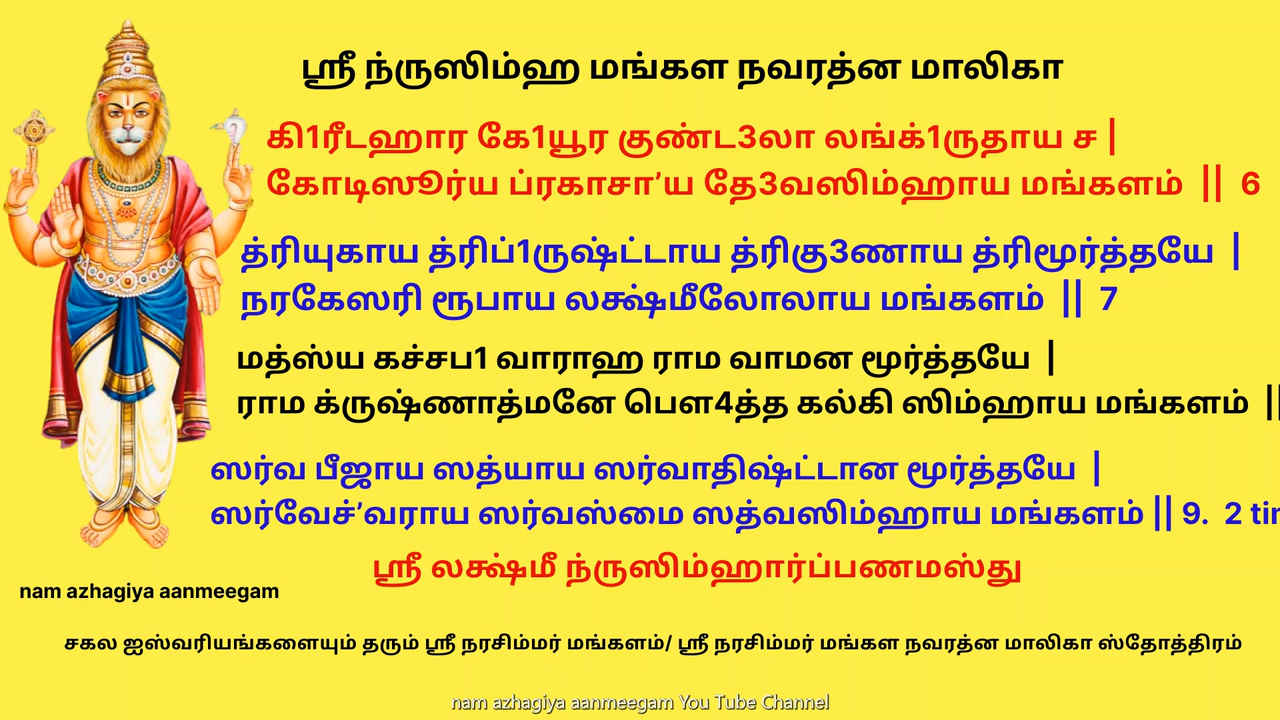 ஸ்ரீ ந்ருஸிம்ஹ மங்கள நவரத்ன மாலிகா
கி1ரீடஹார கே1யூர குண்ட3லா லங்க்1ருதாய ச |
கோடிஸூர்ய ப்ரகாசா’ய தே3வஸிம்ஹாய மங்களம் || 6
த்ரியுகாய த்ரிப்1ருஷ்ட்டாய த்ரிகு3ணாய த்ரிமூர்த்தயே |
நரகேஸரி ரூபாய லக்ஷ்மீலோலாய மங்களம் || 7
மத்ஸ்ய கச்சப1 வாராஹ ராம வாமன மூர்த்தயே |
ராம க்ருஷ்ணாத்மனே பௌ4த்த கல்கி ஸிம்ஹாய மங்களம் ||
ஸர்வ பீஜாய ஸத்யாய ஸர்வாதிஷ்ட்டான மூர்த்தயே |
ஸர்வேச்’வராய ஸர்வஸ்மை ஸத்வஸிம்ஹாய மங்களம் || 9. 2
ஸ்ரீ லக்ஷ்மீ ந்ருஸிம்ஹார்ப்பணமஸ்து
nam azhagiya aanmeegam
சகல ஐஸ்வரியங்களையும் தரும் ஸ்ரீ நரசிம்மர் மங்களம்/ ஸ்ரீ நரசிம்மர் மங்கள நவரத்ன மாலிகா ஸ்தோத்திரம்
nam azhagiya aanmeegam You Tube Channel